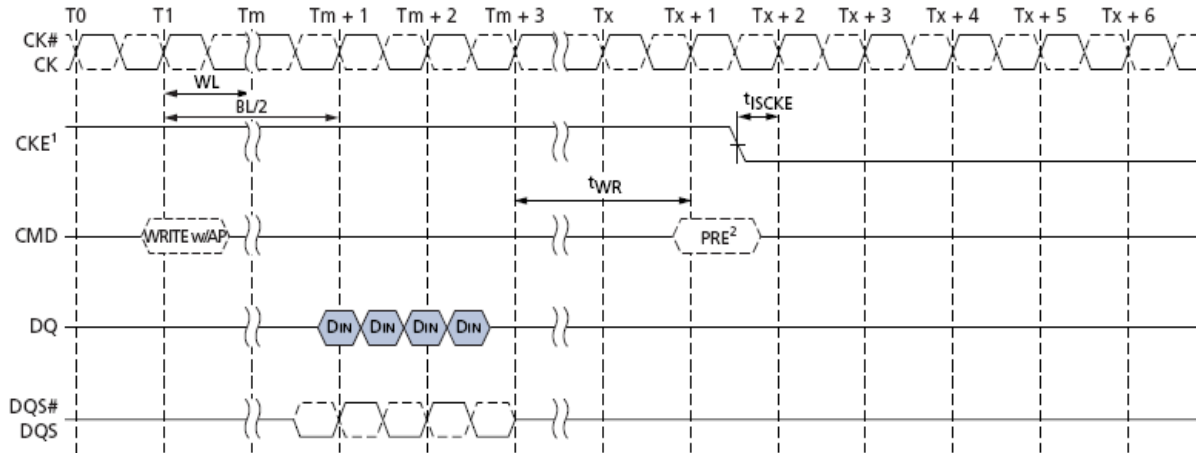 T0 T1 Tm Tm + 1 Tm + 2 Tm + 3 Tx Tx + 1 Tx + 2 Tx + 3 Tx + 4 Tx + 5 Tx + 6
CK#
CK
WL
BL/2
tISCKE
CKE1
tWR
CMD WRITE w/AP PRE2
DQ DIN DIN DIN DIN
DQS#
DQS